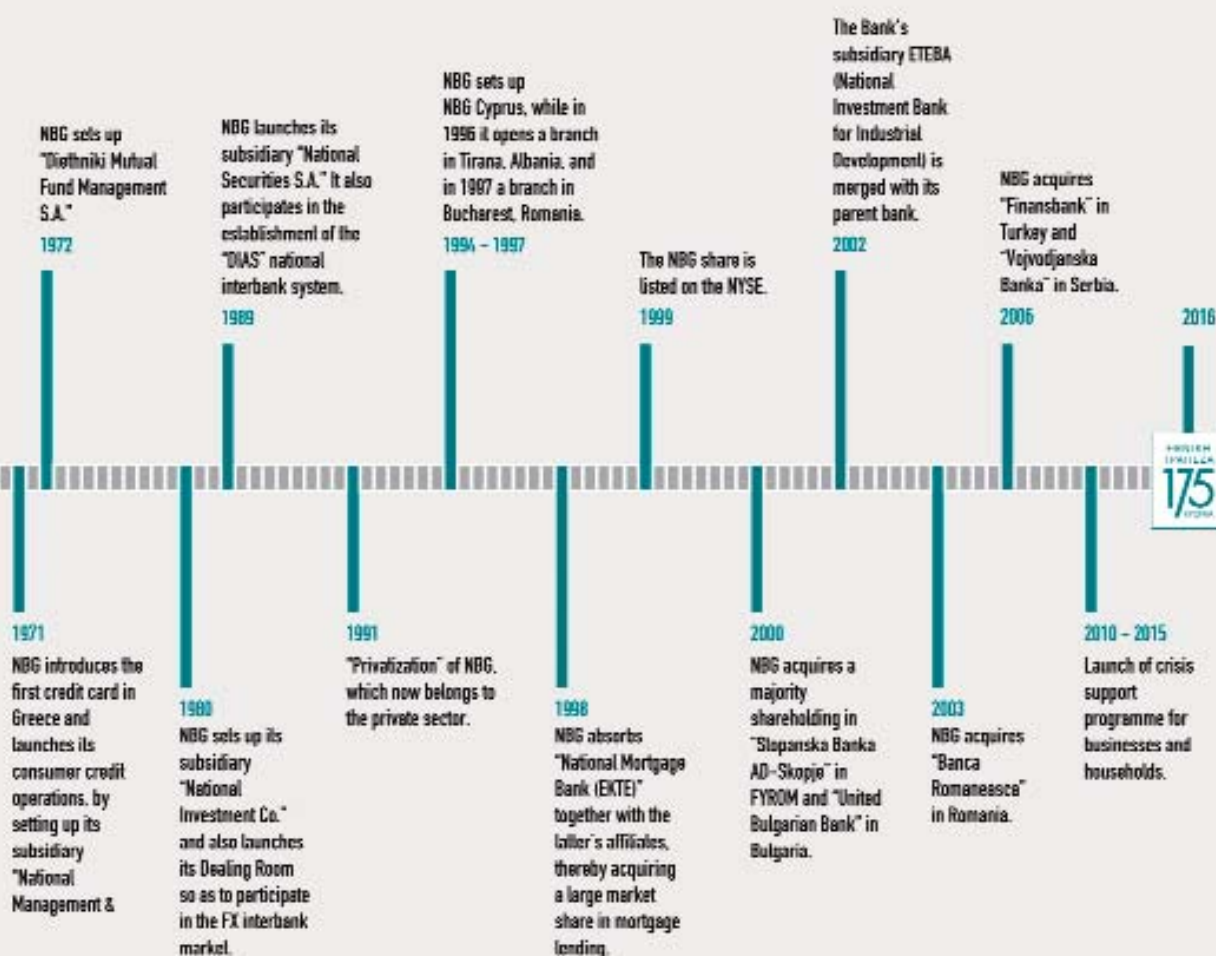 NBG sets up
"Diethniki Mutual
Fund Management
S.A."
1972
NBG launches its
subsidiary "National
Securities S.A." It also
participates in the
establishment of the
"DIAS" national
interbank system.
1989
NBG sets up
NBG Cyprus, while in
1996 it opens a branch
in Tirana, Albania, and
in 1997 a branch in
Bucharest, Romania.
1994 – 1997
The NBG share is
listed on the NYSE.
1999
The Bank's
subsidiary ETEBA
(National
Investment Bank
for Industrial
Development) is
merged with its
parent bank.
2002
NBG acquires
"Finansbank" in
Turkey and
"Vojvodjanska
Banka" in Serbia.
2006
2016
ΤΡΑΠΕΖΑ
175
ΧΡΟΝΙΑ
1971
NBG introduces the
first credit card in
Greece and
launches its
consumer credit
operations, by
setting up its
subsidiary
"National
Management &
1980
NBG sets up its
subsidiary
"National
Investment Co."
and also launches
its Dealing Room
so as to participate
in the FX interbank
market.
1991
"Privatization" of NBG,
which now belongs to
the private sector.
1998
NBG absorbs
"National Mortgage
Bank (EKTE)"
together with the
latter's affiliates,
thereby acquiring
a large market
share in mortgage
lending.
2000
NBG acquires a
majority
shareholding in
"Stopanska Banka
AD-Skopje" in
FYROM and "United
Bulgarian Bank" in
Bulgaria.
2003
NBG acquires
"Banca
Romaneasca"
in Romania.
2010 – 2015
Launch of crisis
support
programme for
businesses and
households.